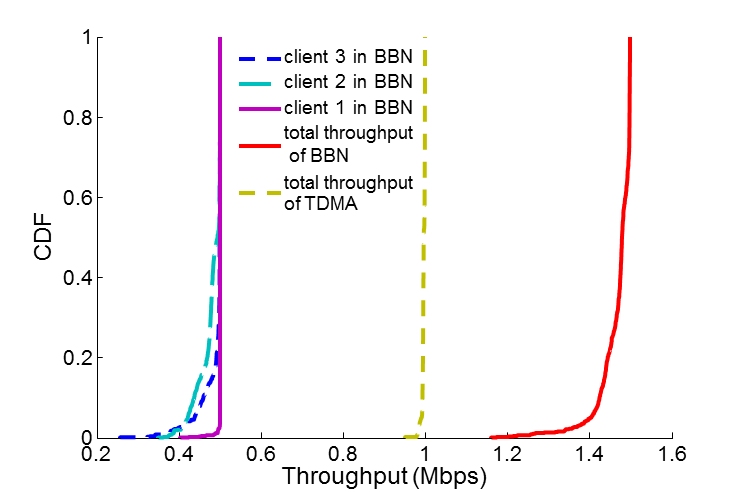 1
0.8
0.6
0.4
0.2
0
CDF
client 3 in BBN
client 2 in BBN
client 1 in BBN
total throughput
of BBN
total throughput
of TDMA
0.2 0.4 0.6 0.8 1 1.2 1.4 1.6
Throughput (Mbps)